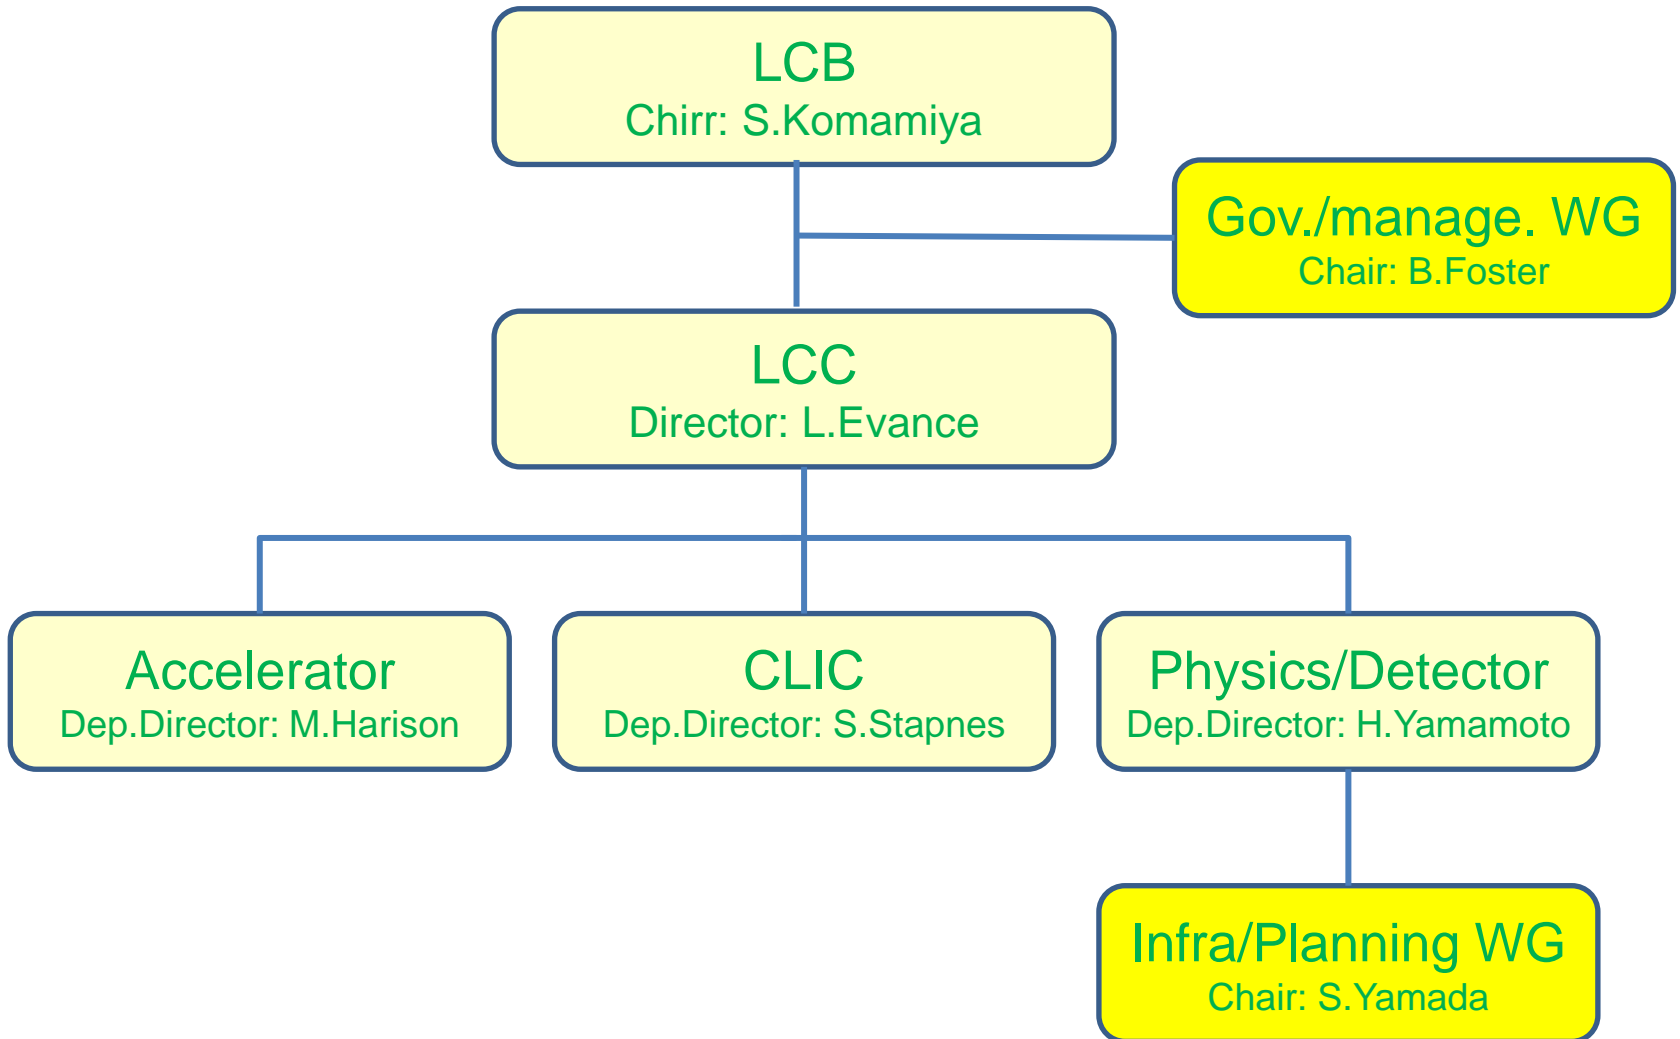 LCB
Chirr: S.Komamiya
Gov./manage. WG
Chair: B.Foster
LCC
Director: L.Evance
Accelerator
Dep.Director: M.Harison
CLIC
Dep.Director: S.Stapnes
Physics/Detector
Dep.Director: H.Yamamoto
Infra/Planning WG
Chair: S.Yamada